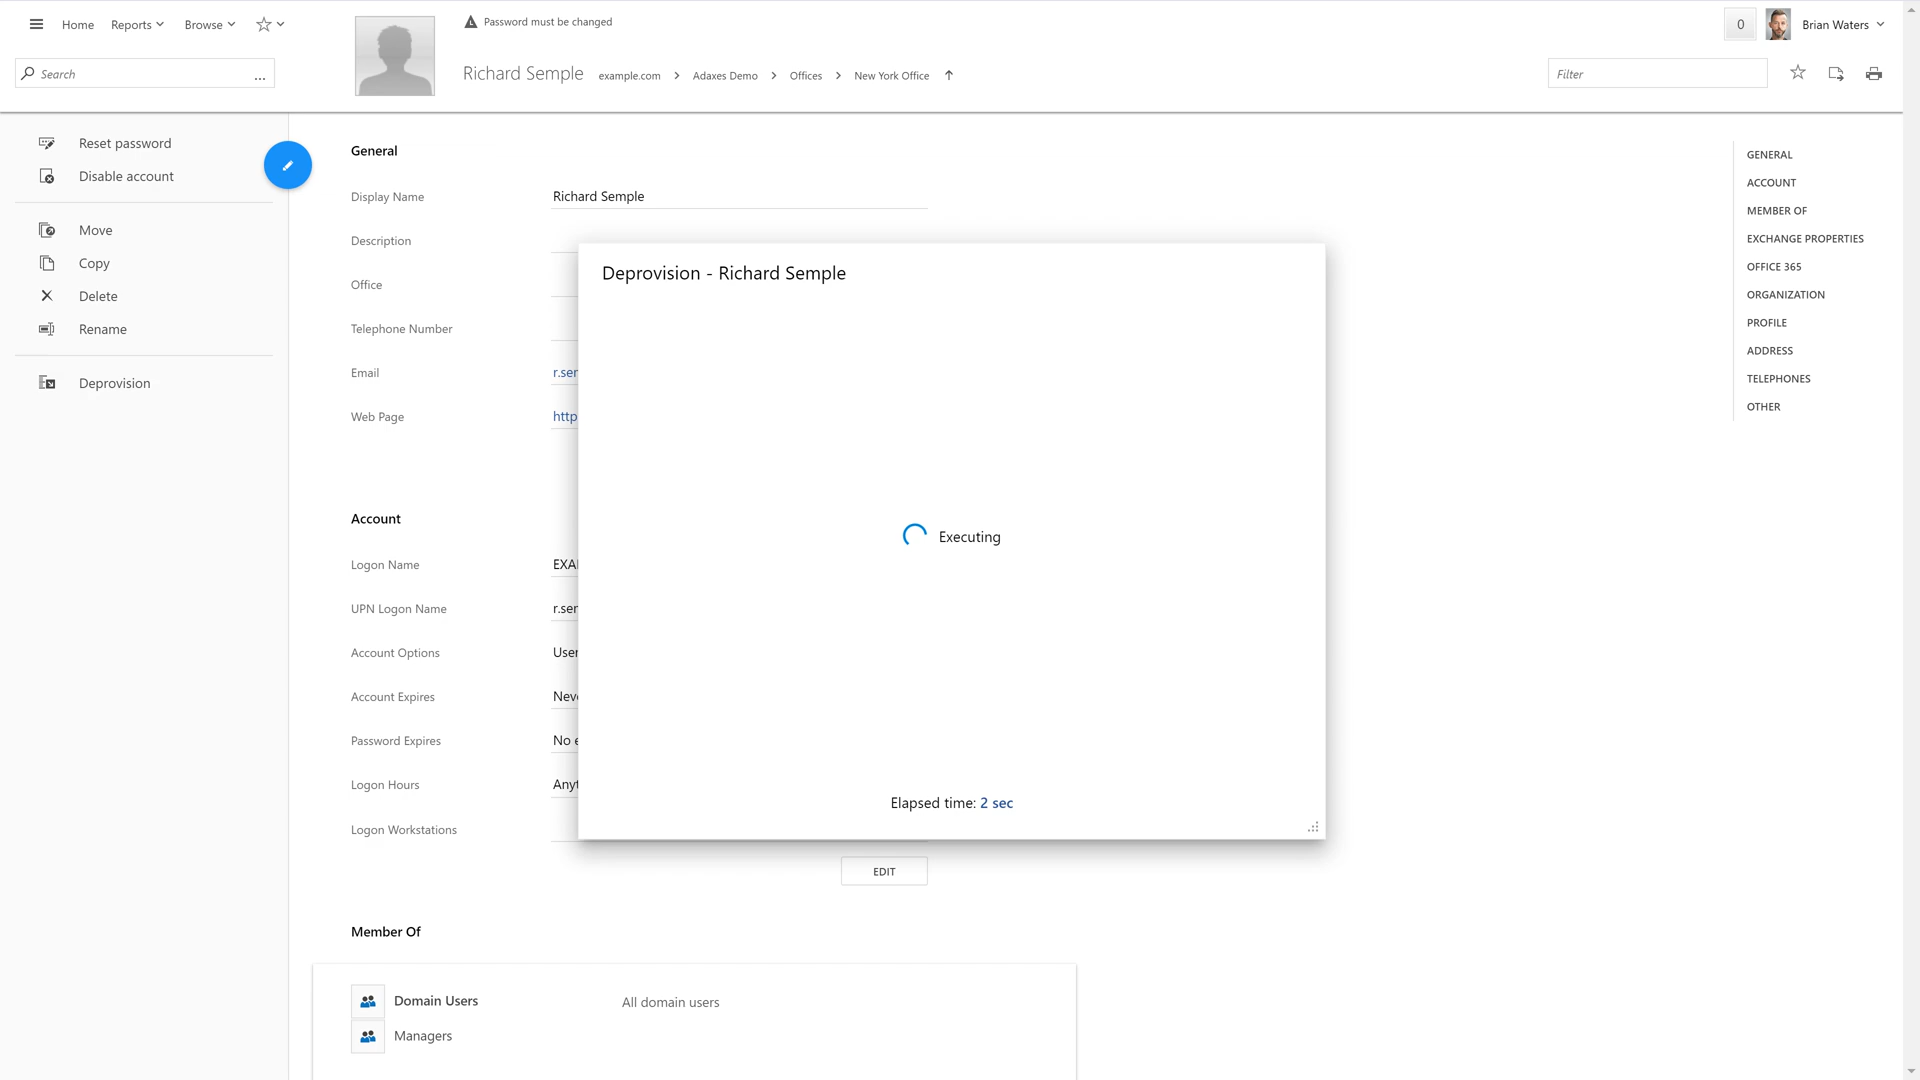 Home Reports Browse
Search ...
Password must be changed
Richard Semple example.com > Adaxes Demo > Offices > New York Office
0 Brian Waters
Filter
Reset password
Disable account
Move
Copy
Delete
Rename
Deprovision
General
Display Name Richard Semple
Description
Office
Telephone Number
Email r.ser
Web Page http
Account
Logon Name EXA
UPN Logon Name r.ser
Account Options User
Account Expires Neve
Password Expires No e
Logon Hours Anyt
Logon Workstations
EDIT
Member Of
Domain Users All domain users
Managers
Deprovision - Richard Semple
Executing
Elapsed time: 2 sec
GENERAL
ACCOUNT
MEMBER OF
EXCHANGE PROPERTIES
OFFICE 365
ORGANIZATION
PROFILE
ADDRESS
TELEPHONES
OTHER